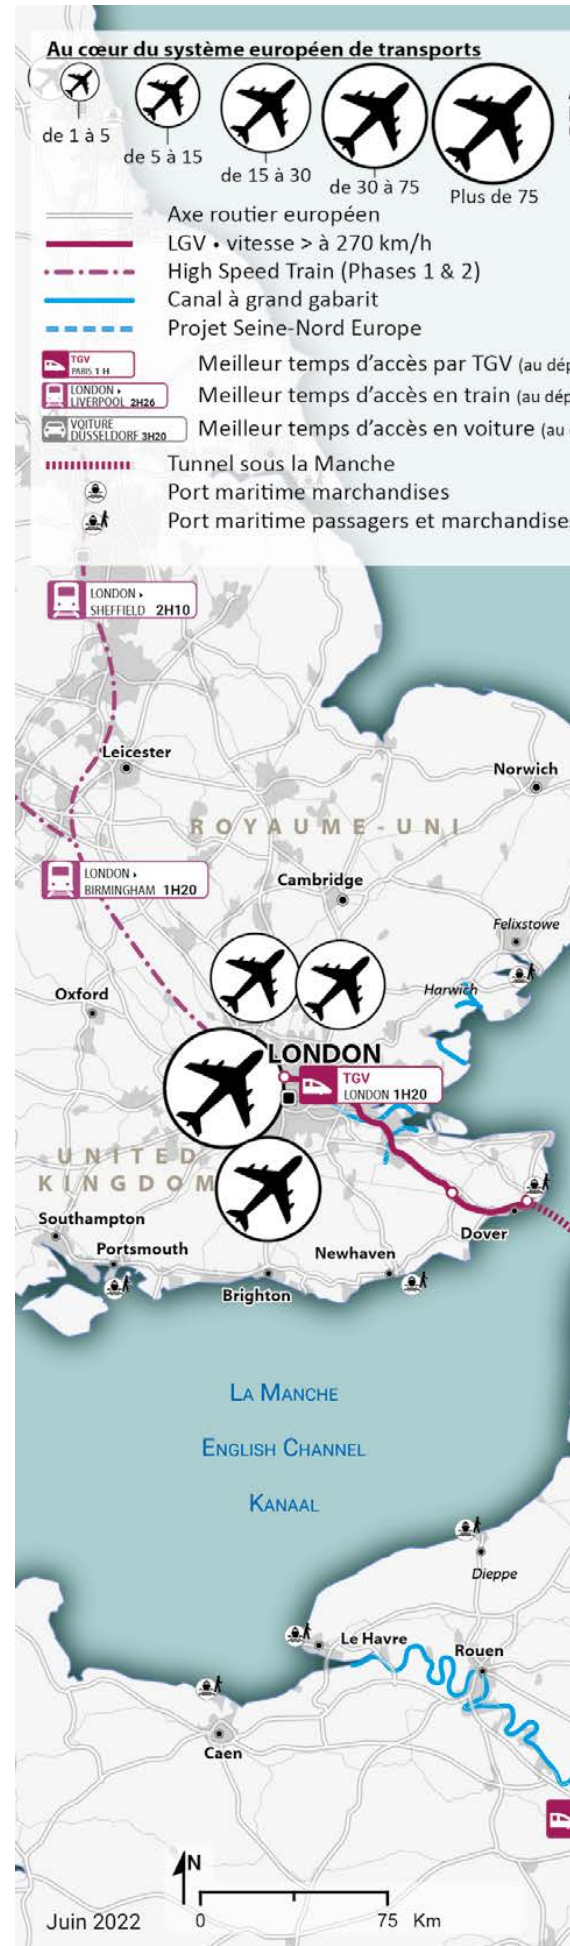 Au cœur du système européen de transports
de 1 à 5
de 5 à 15
de 15 à 30
de 30 à 75
Plus de 75
Axe routier européen
LGV • vitesse > à 270 km/h
High Speed Train (Phases 1 & 2)
Canal à grand gabarit
Projet Seine-Nord Europe
TGV
PARIS 1 H
Meilleur temps d'accès par TGV (au dép
LONDON ›
LIVERPOOL 2H26
Meilleur temps d'accès en train (au dép
VOITURE
DÜSSELDORF 3H20
Meilleur temps d'accès en voiture (au
Tunnel sous la Manche
Port maritime marchandises
Port maritime passagers et marchandises
LONDON ›
SHEFFIELD 2H10
Leicester
Norwich
ROYAUME-UNI
LONDON ›
BIRMINGHAM 1H20
Cambridge
Felixstowe
Harwich
Oxford
LONDON
TGV
LONDON 1H20
UNITED
KINGDOM
Southampton
Portsmouth
Newhaven
Dover
Brighton
LA MANCHE
ENGLISH CHANNEL
KANAAL
Dieppe
Le Havre
Rouen
Caen
N
Juin 2022
0 75 Km